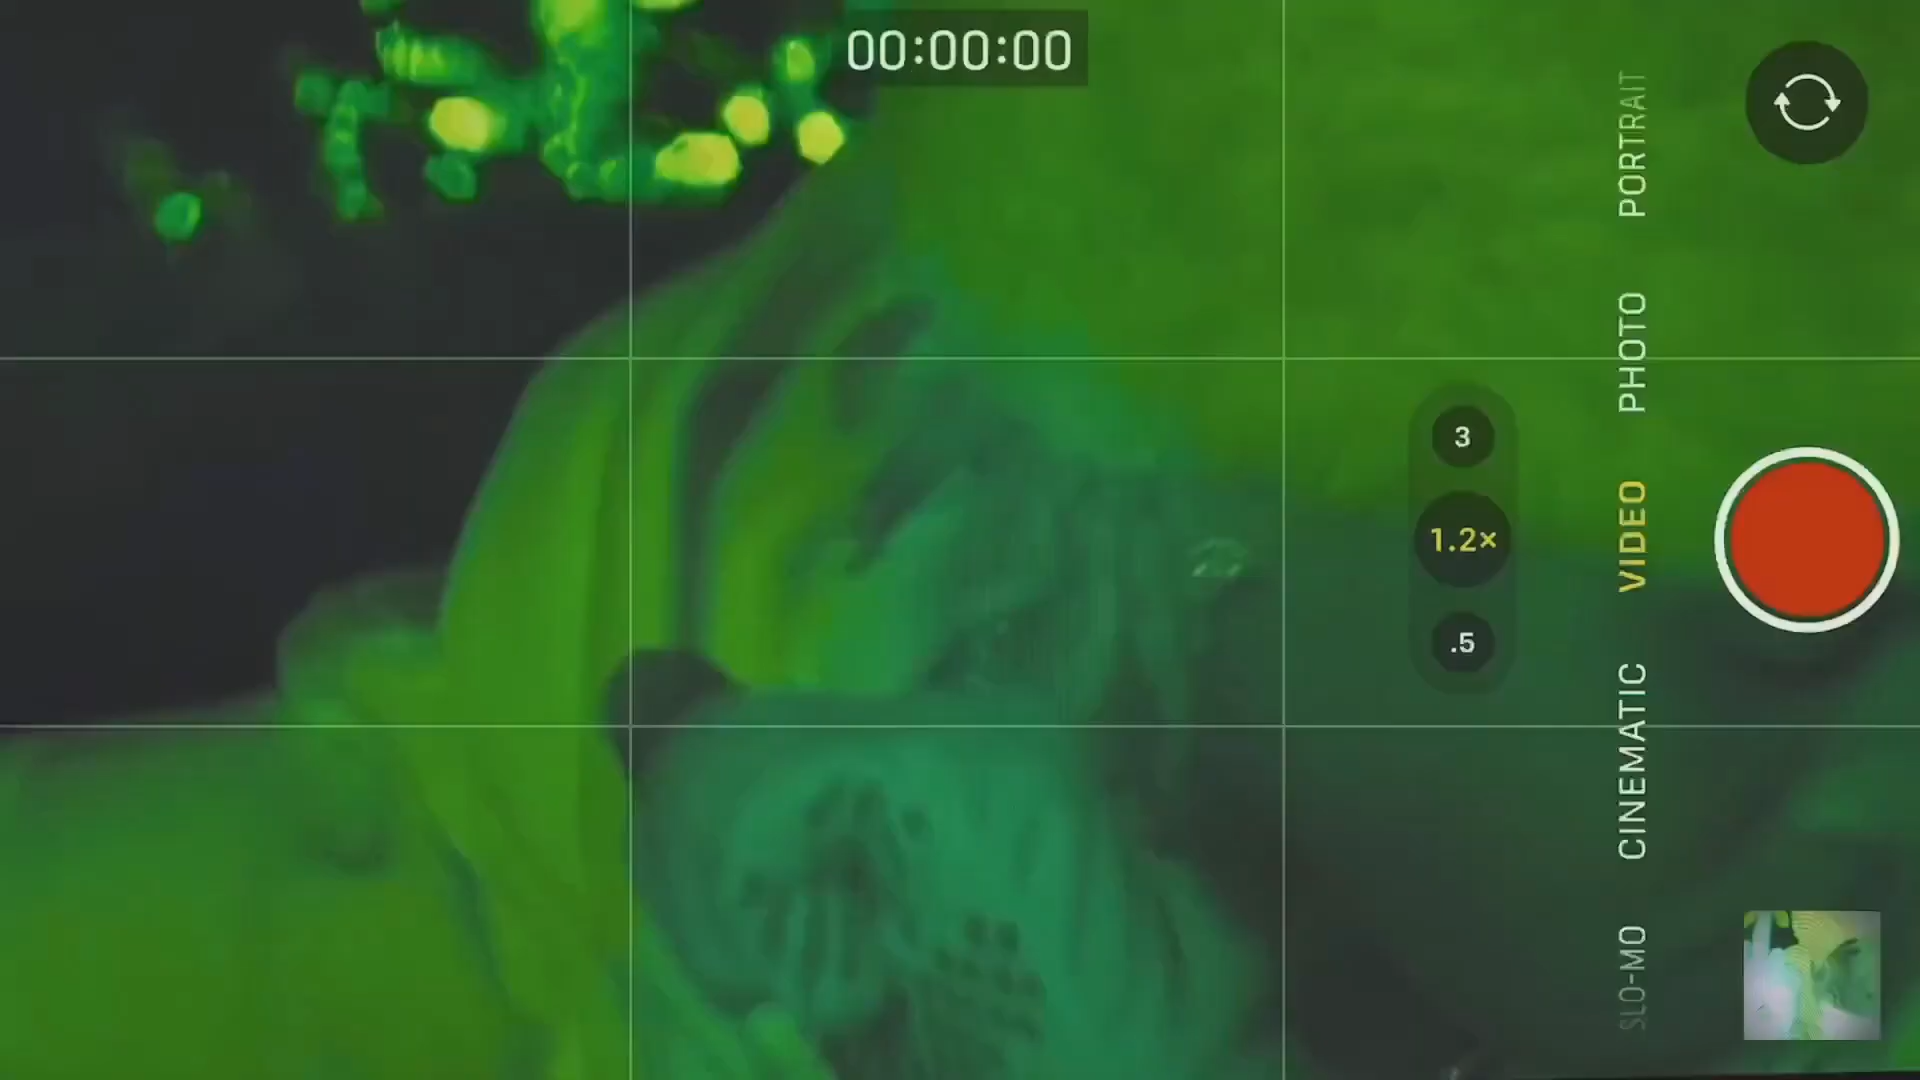 00:00:00
PORTRAIT
PHOTO
VIDEO
CINEMATIC
SLO-MO
3
1.2×
.5